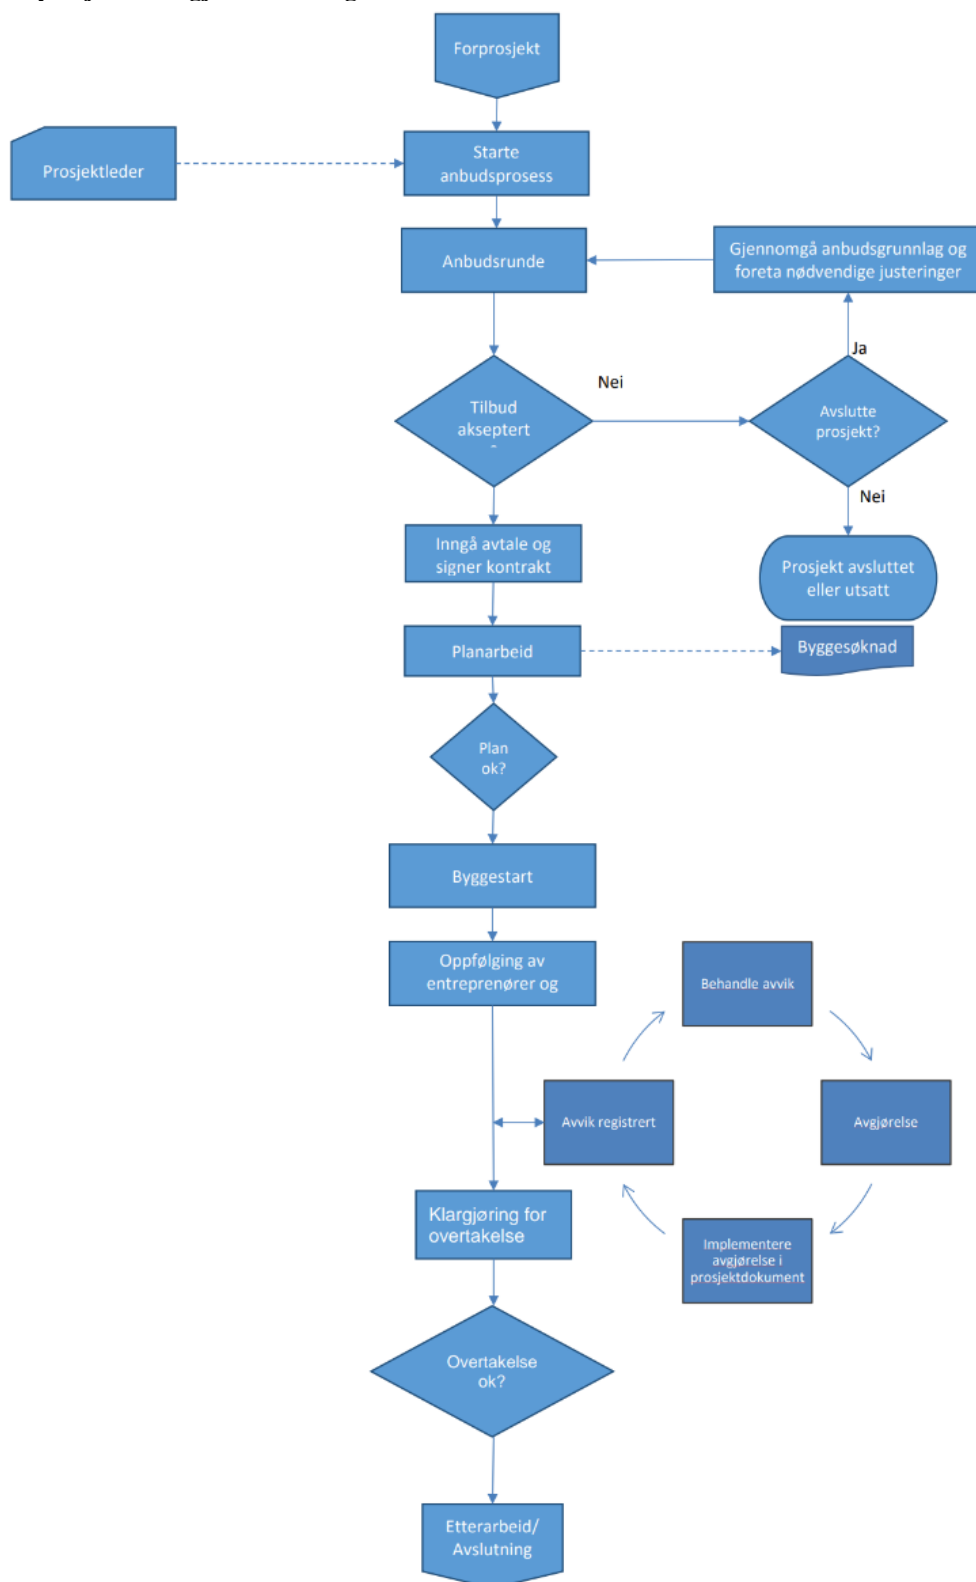 Forprosjekt
Prosjektleder
Starte
anbudsprosess
Anbudsrunde
Gjennomgå anbudsgrunnlag og
foreta nødvendige justeringer
Ja
Nei
Tilbud
akseptert
Avslutte
prosjekt?
Nei
Inngå avtale og
signer kontrakt
Prosjekt avsluttet
eller utsatt
Planarbeid
Byggesøknad
Plan
ok?
Byggestart
Oppfølging av
entreprenører og
Behandle avvik
Avvik registrert
Avgjørelse
Implementere
avgjørelse i
prosjektdokument
Klargjøring for
overtakelse
Overtakelse
ok?
Etterarbeid/
Avslutning